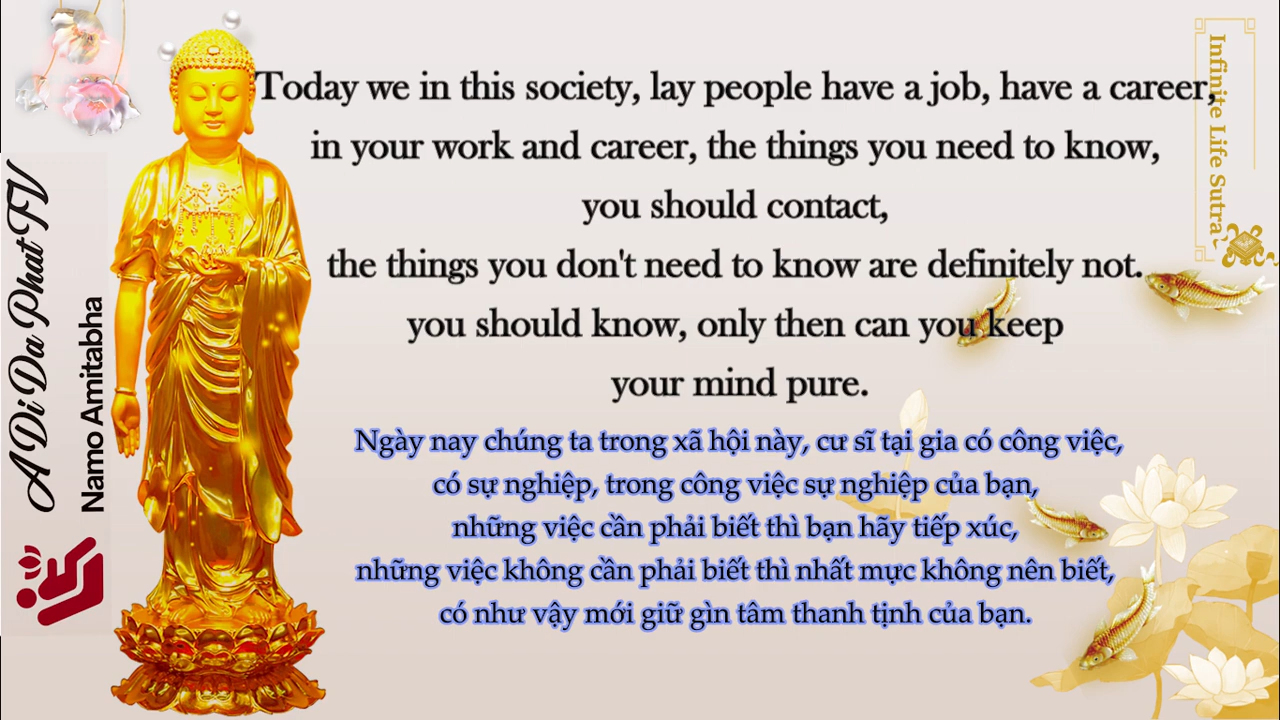 Today we in this society, lay people have a job, have a career,
in your work and career, the things you need to know,
you should contact,
the things you don't need to know are definitely not.
you should know, only then can you keep
your mind pure.
Ngày nay chúng ta trong xã hội này, cư sĩ tại gia có công việc,
có sự nghiệp, trong công việc sự nghiệp của bạn,
những việc cần phải biết thì bạn hãy tiếp xúc,
những việc không cần phải biết thì nhất mực không nên biết,
có như vậy mới giữ gìn tâm thanh tịnh của bạn.
A Di Da Phat TV
Namo Amitabha
Infinite Life Sutra